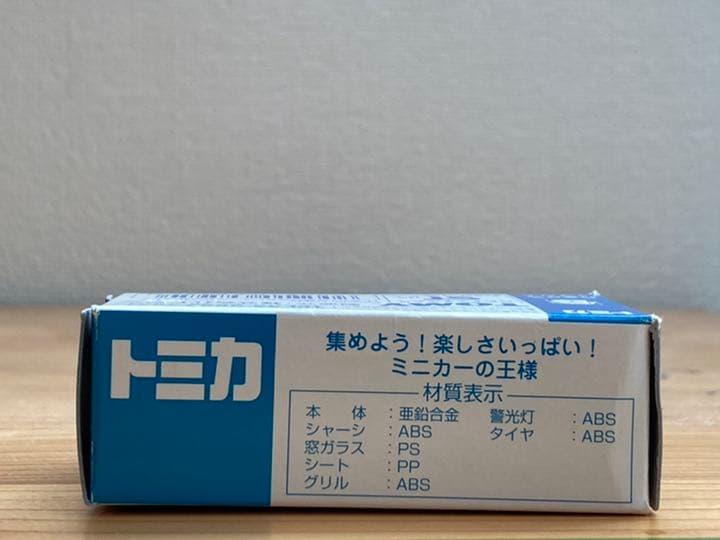 トミカ
集めよう！楽しさいっぱい！
ミニカーの王様
材質表示
本　体：亜鉛合金
シャーシ：ABS
窓ガラス：PS
シート：PP
グリル：ABS
警光灯：ABS
タイヤ：ABS